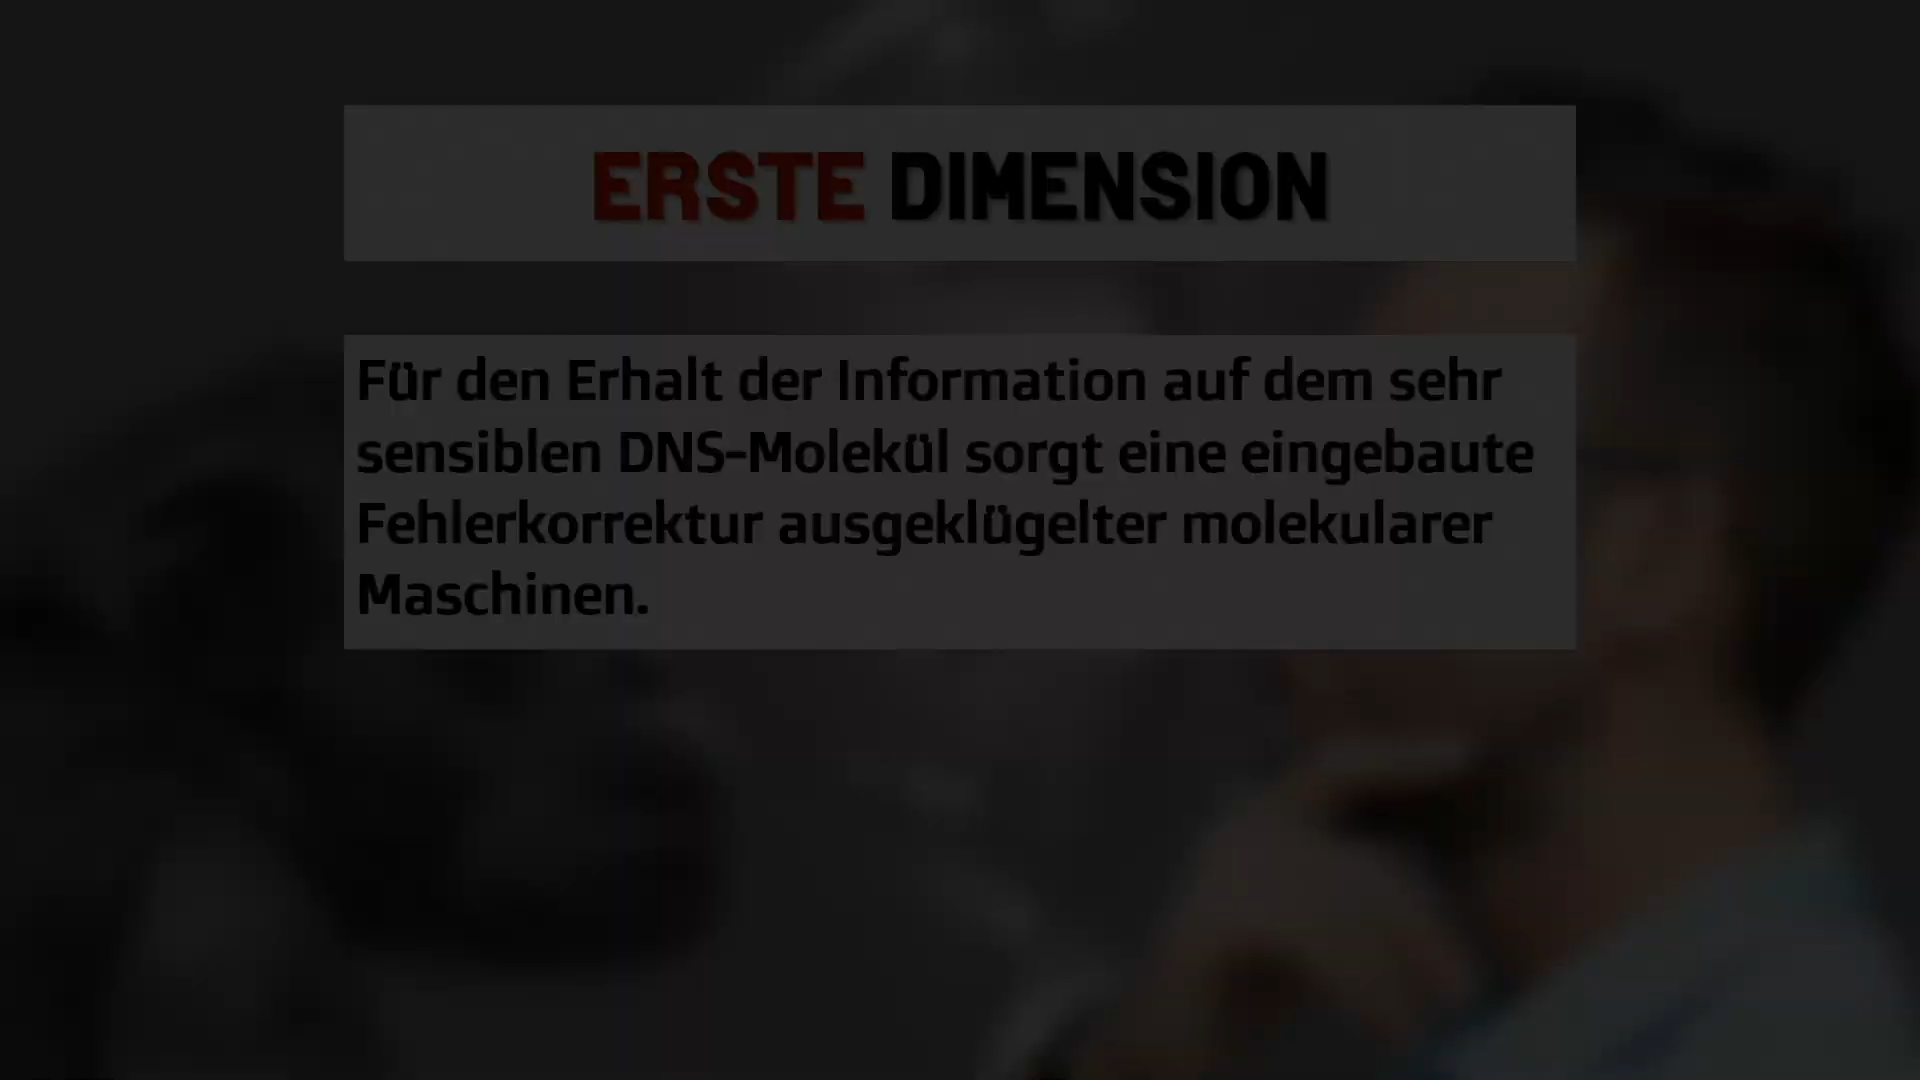 ERSTE DIMENSION
Für den Erhalt der Information auf dem sehr
sensiblen DNS-Molekül sorgt eine eingebaute
Fehlerkorrektur ausgeklügelter molekularer
Maschinen.